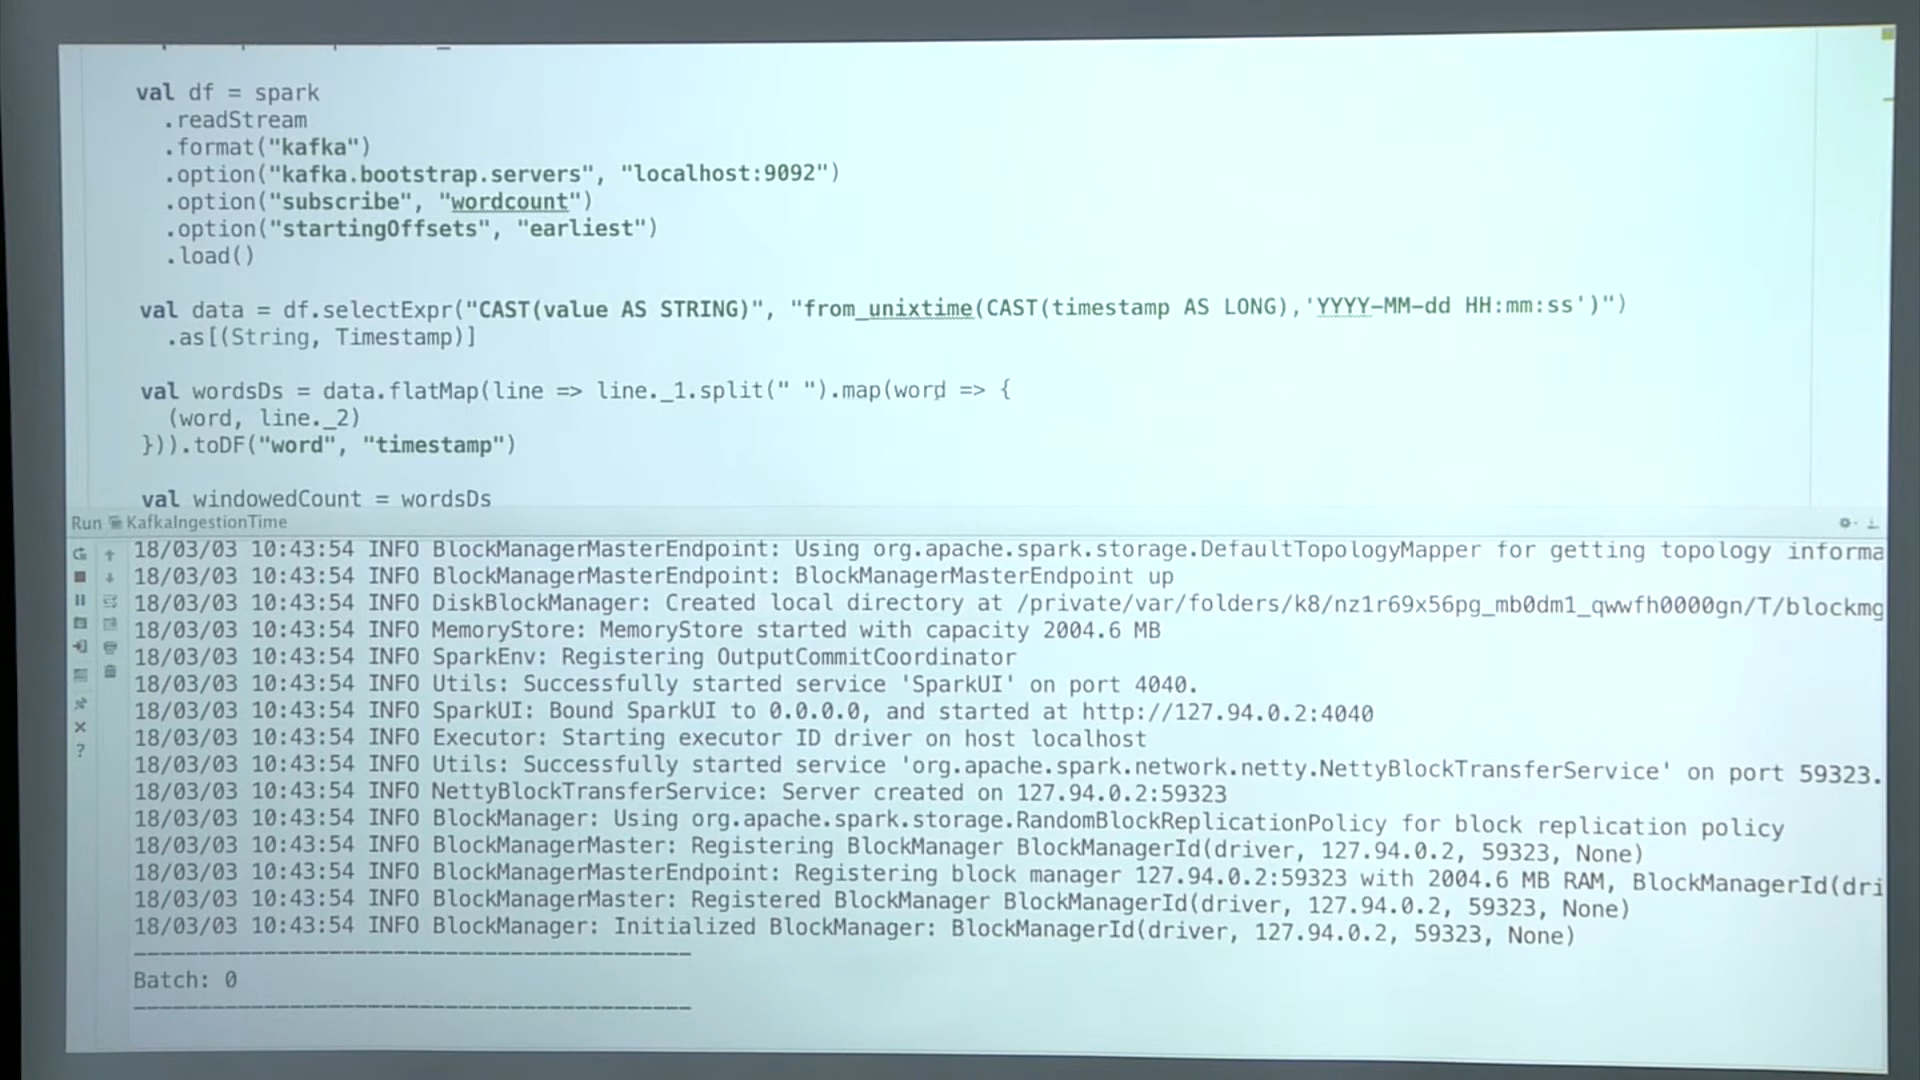 val df = spark
.readStream
.format("kafka")
.option("kafka.bootstrap.servers", "localhost:9092")
.option("subscribe", "wordcount")
.option("startingOffsets", "earliest")
.load()
val data = df.selectExpr("CAST(value AS STRING)", "from_unixtime(CAST(timestamp AS LONG),'YYYY-MM-dd HH:mm:ss')")
.as[(String, Timestamp)]
val wordsDs = data.flatMap(line => line._1.split(" ").map(word => {
(word, line._2)
})).toDF("word", "timestamp")
val windowedCount = wordsDs
Run KafkaIngestionTime
18/03/03 10:43:54 INFO BlockManagerMasterEndpoint: Using org.apache.spark.storage.DefaultTopologyMapper for getting topology informa
18/03/03 10:43:54 INFO BlockManagerMasterEndpoint: BlockManagerMasterEndpoint up
18/03/03 10:43:54 INFO DiskBlockManager: Created local directory at /private/var/folders/k8/nz1r69x56pg_mb0dm1_qwwfh0000gn/T/blockmg
18/03/03 10:43:54 INFO MemoryStore: MemoryStore started with capacity 2004.6 MB
18/03/03 10:43:54 INFO SparkEnv: Registering OutputCommitCoordinator
18/03/03 10:43:54 INFO Utils: Successfully started service 'SparkUI' on port 4040.
18/03/03 10:43:54 INFO SparkUI: Bound SparkUI to 0.0.0.0, and started at http://127.94.0.2:4040
18/03/03 10:43:54 INFO Executor: Starting executor ID driver on host localhost
18/03/03 10:43:54 INFO Utils: Successfully started service 'org.apache.spark.network.netty.NettyBlockTransferService' on port 59323.
18/03/03 10:43:54 INFO NettyBlockTransferService: Server created on 127.94.0.2:59323
18/03/03 10:43:54 INFO BlockManager: Using org.apache.spark.storage.RandomBlockReplicationPolicy for block replication policy
18/03/03 10:43:54 INFO BlockManagerMaster: Registering BlockManager BlockManagerId(driver, 127.94.0.2, 59323, None)
18/03/03 10:43:54 INFO BlockManagerMasterEndpoint: Registering block manager 127.94.0.2:59323 with 2004.6 MB RAM, BlockManagerId(dri
18/03/03 10:43:54 INFO BlockManagerMaster: Registered BlockManager BlockManagerId(driver, 127.94.0.2, 59323, None)
18/03/03 10:43:54 INFO BlockManager: Initialized BlockManager: BlockManagerId(driver, 127.94.0.2, 59323, None)
-------------------------------------------
Batch: 0
-------------------------------------------